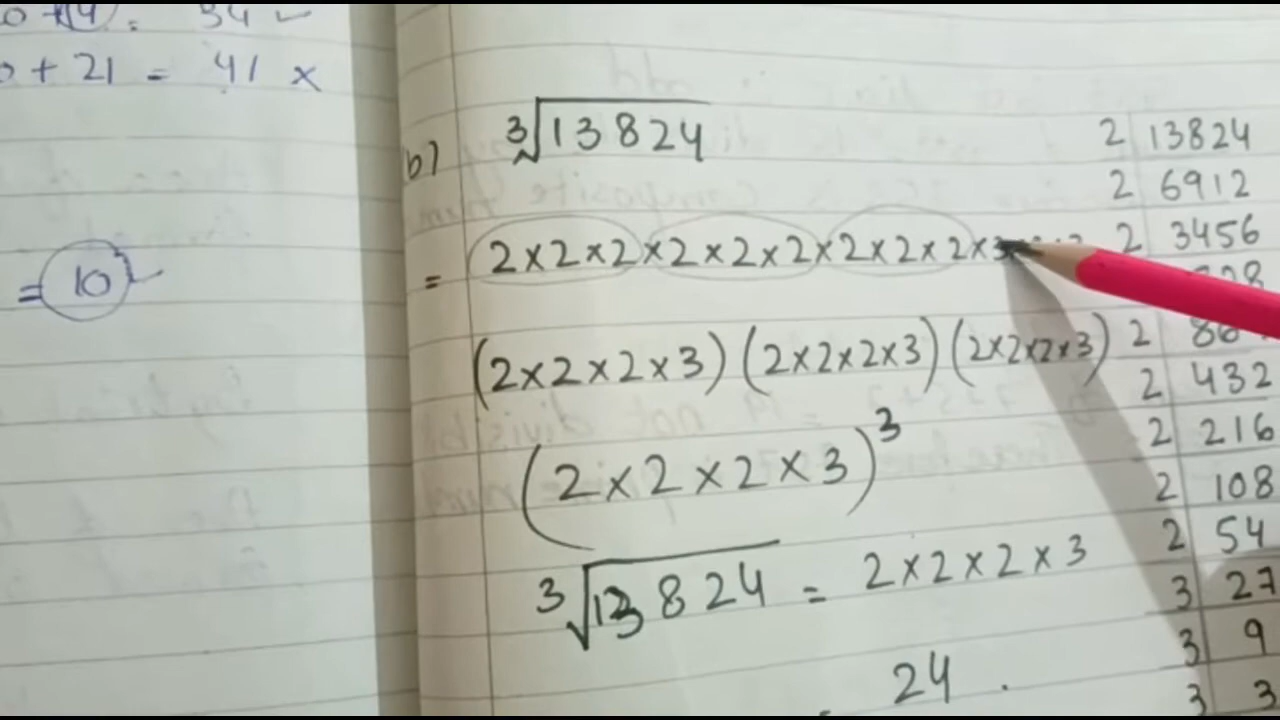 + 14 = 34 ✓
+ 21 = 41 ×
= 10
b) ∛13824
= 2×2×2×2×2×2×2×2×2×3
(2×2×2×3) (2×2×2×3) (2×2×2×3)
(2×2×2×3)³
∛13824 = 2×2×2×3
24.
2 | 13824
2 | 6912
2 | 3456
2 | 86
2 | 432
2 | 216
2 | 108
2 | 54
3 | 27
3 | 9
3 | 3